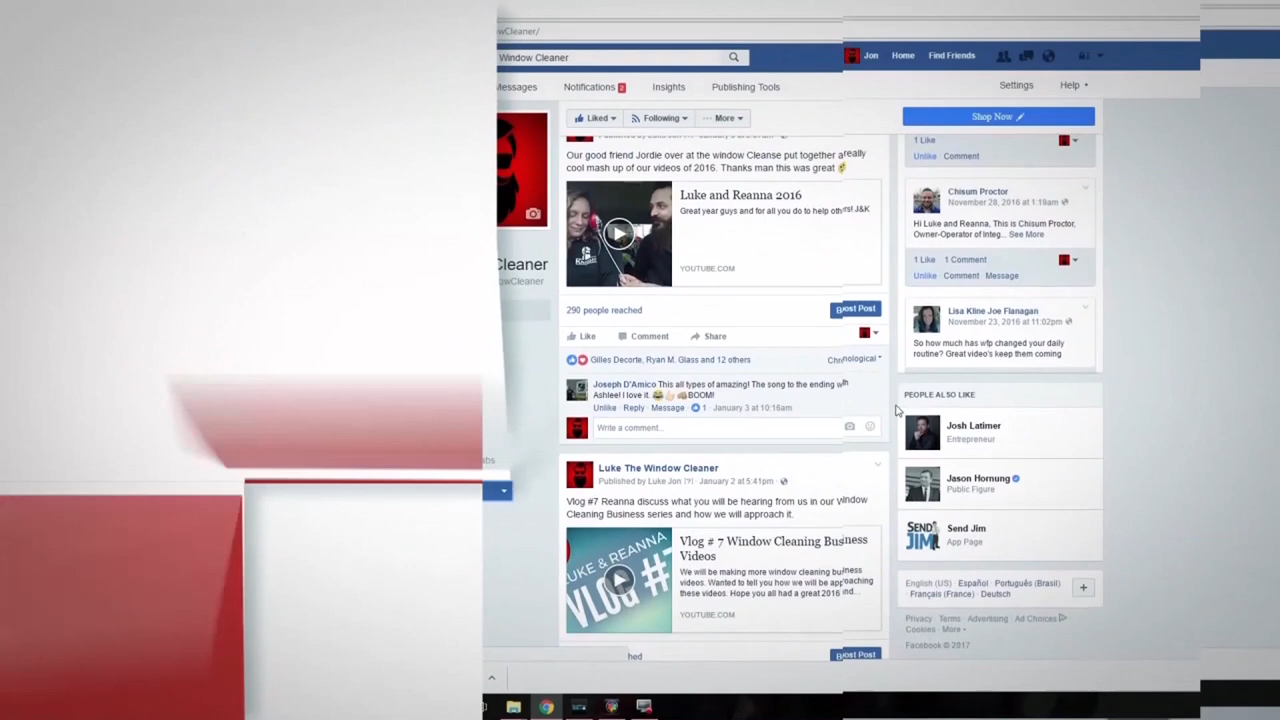 wCleaner/
Window Cleaner
Jon Home Find Friends
Messages Notifications 2 Insights Publishing Tools
Settings Help
Liked Following More
Shop Now
Our good friend Jordie over at the window Cleanse put together a really
cool mash up of our videos of 2016. Thanks man this was great
Luke and Reanna 2016
Great year guys and for all you do to help
J&K
YOUTUBE.COM
290 people reached
Like Comment Share
Gilles Decorte, Ryan M. Glass and 12 others
Joseph D'Amico This all types of amazing! The song to the ending
Ashlee! I love it. BOOM!
Unlike · Reply · Message · 1 · January 3 at 10:16am
Write a comment...
Luke The Window Cleaner
Published by Luke Jon [?] · January 2 at 5:41pm ·
Vlog #7 Reanna discuss what you will be hearing from us in our Window
Cleaning Business series and how we will approach it.
LUKE & REANNA
VLOG #7
Vlog # 7 Window Cleaning Business
Videos
We will be making more window cleaning
videos. Wanted to tell you how we will be
these videos. Hope you all had a great 2016
YOUTUBE.COM
hed
Cleaner
owCleaner
1 Like
Unlike Comment
Chisum Proctor
November 28, 2016 at 1:19am
Hi Luke and Reanna, This is Chisum Proctor,
Owner-Operator of Integ... See More
1 Like 1 Comment
Unlike · Comment · Message
Lisa Kline Joe Flanagan
November 23, 2016 at 11:02pm
So how much has wfp changed your daily
routine? Great video's keep them coming
PEOPLE ALSO LIKE
Josh Latimer
Entrepreneur
Jason Hornung
Public Figure
SEND
JIM
Send Jim
App Page
English (US) · Español · Português (Brasil)
· Français (France) · Deutsch
Privacy · Terms · Advertising · Ad Choices
Cookies · More
Facebook © 2017